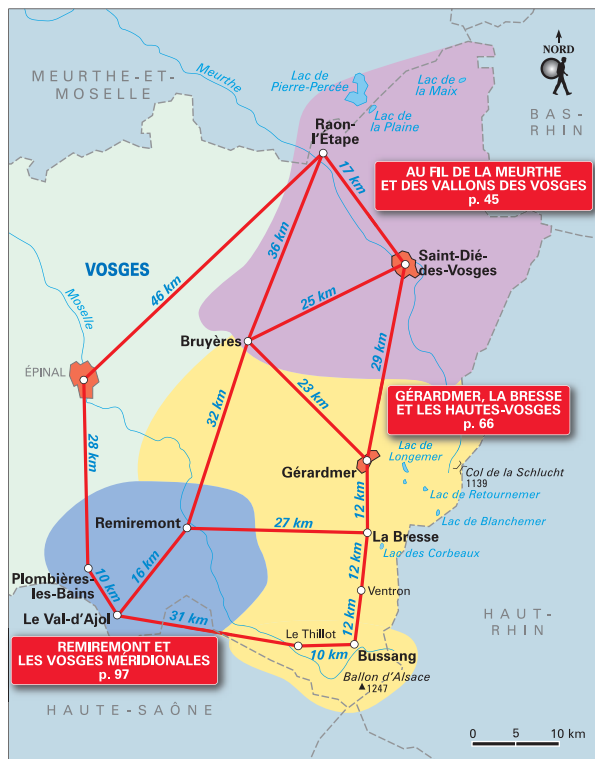 NORD
MEURTHE-ET-
MOSELLE
Meurthe
Lac de
Pierre-Percée
Lac de
la Maix
Lac de
la Plaine
BAS-
RHIN
Raon-
l'Étape
17 km
AU FIL DE LA MEURTHE
ET DES VALLONS DES VOSGES
p. 45
36 km
Saint-Dié-
des-Vosges
VOSGES
46 km
25 km
Moselle
Bruyères
29 km
ÉPINAL
23 km
GÉRARDMER, LA BRESSE
ET LES HAUTES-VOSGES
p. 66
32 km
28 km
Lac de
Longemer
Gérardmer
Col de la Schlucht
1139
Lac de Retournemer
12 km
Lac de Blanchemer
Remiremont
27 km
La Bresse
Lac des Corbeaux
Plombières-
les-Bains
10 km
16 km
12 km
Ventron
Le Val-d'Ajol
31 km
HAUT-
RHIN
12 km
Le Thillot
10 km
Bussang
REMIREMONT ET
LES VOSGES MÉRIDIONALES
p. 97
Ballon d'Alsace
1247
HAUTE-SAÔNE
0 5 10 km